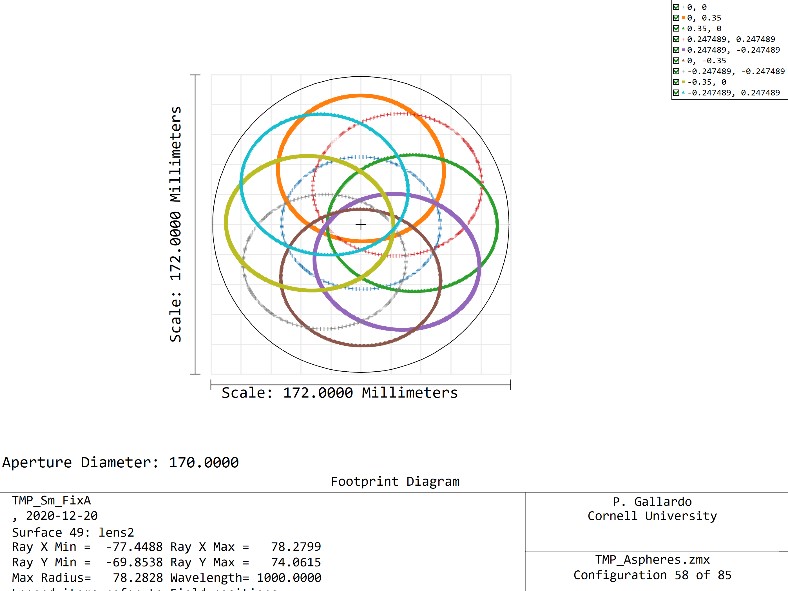 0, 0
0, 0.35
0.35, 0
0.247489, 0.247489
0.247489, -0.247489
0, -0.35
-0.247489, -0.247489
-0.35, 0
-0.247489, 0.247489
Scale: 172.0000 Millimeters
Scale: 172.0000 Millimeters
Aperture Diameter: 170.0000
Footprint Diagram
TMP_Sm_FixA
, 2020-12-20
Surface 49: lens2
Ray X Min = -77.4488 Ray X Max = 78.2799
Ray Y Min = -69.8538 Ray Y Max = 74.0615
Max Radius= 78.2828 Wavelength= 1000.0000
P. Gallardo
Cornell University
TMP_Aspheres.zmx
Configuration 58 of 85